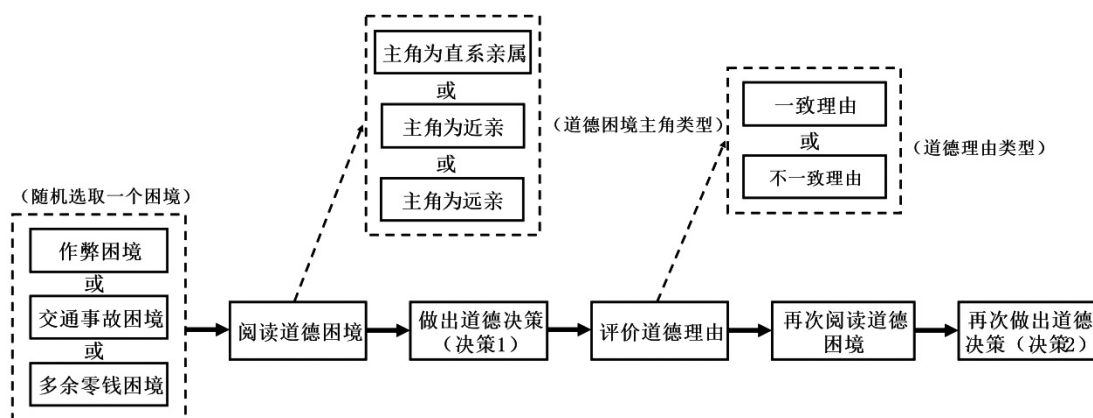 主角为直系亲属
或
主角为近亲
或
主角为远亲
(道德困境主角类型)
一致理由
或
不一致理由
(道德理由类型)
(随机选取一个困境)
作弊困境
或
交通事故困境
或
多余零钱困境
阅读道德困境
做出道德决策
(决策1)
评价道德理由
再次阅读道德
困境
再次做出道德
决策(决策2)